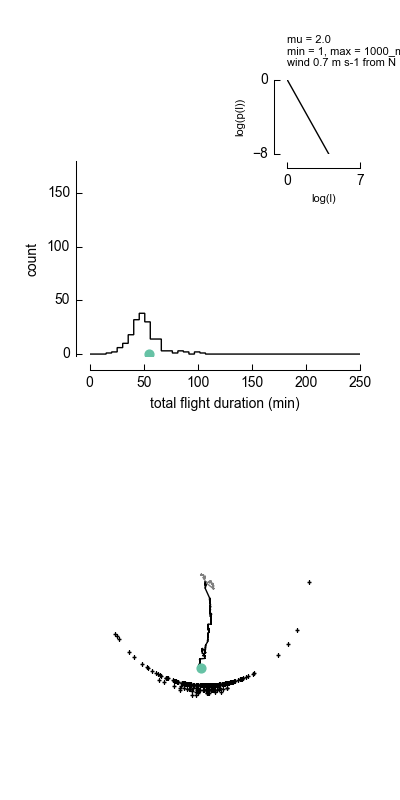 mu = 2.0
min = 1, max = 1000_m
wind 0.7 m s-1 from N
0
−8
log(p(l))
0 7
log(l)
150
100
50
0
count
0 50 100 150 200 250
total flight duration (min)